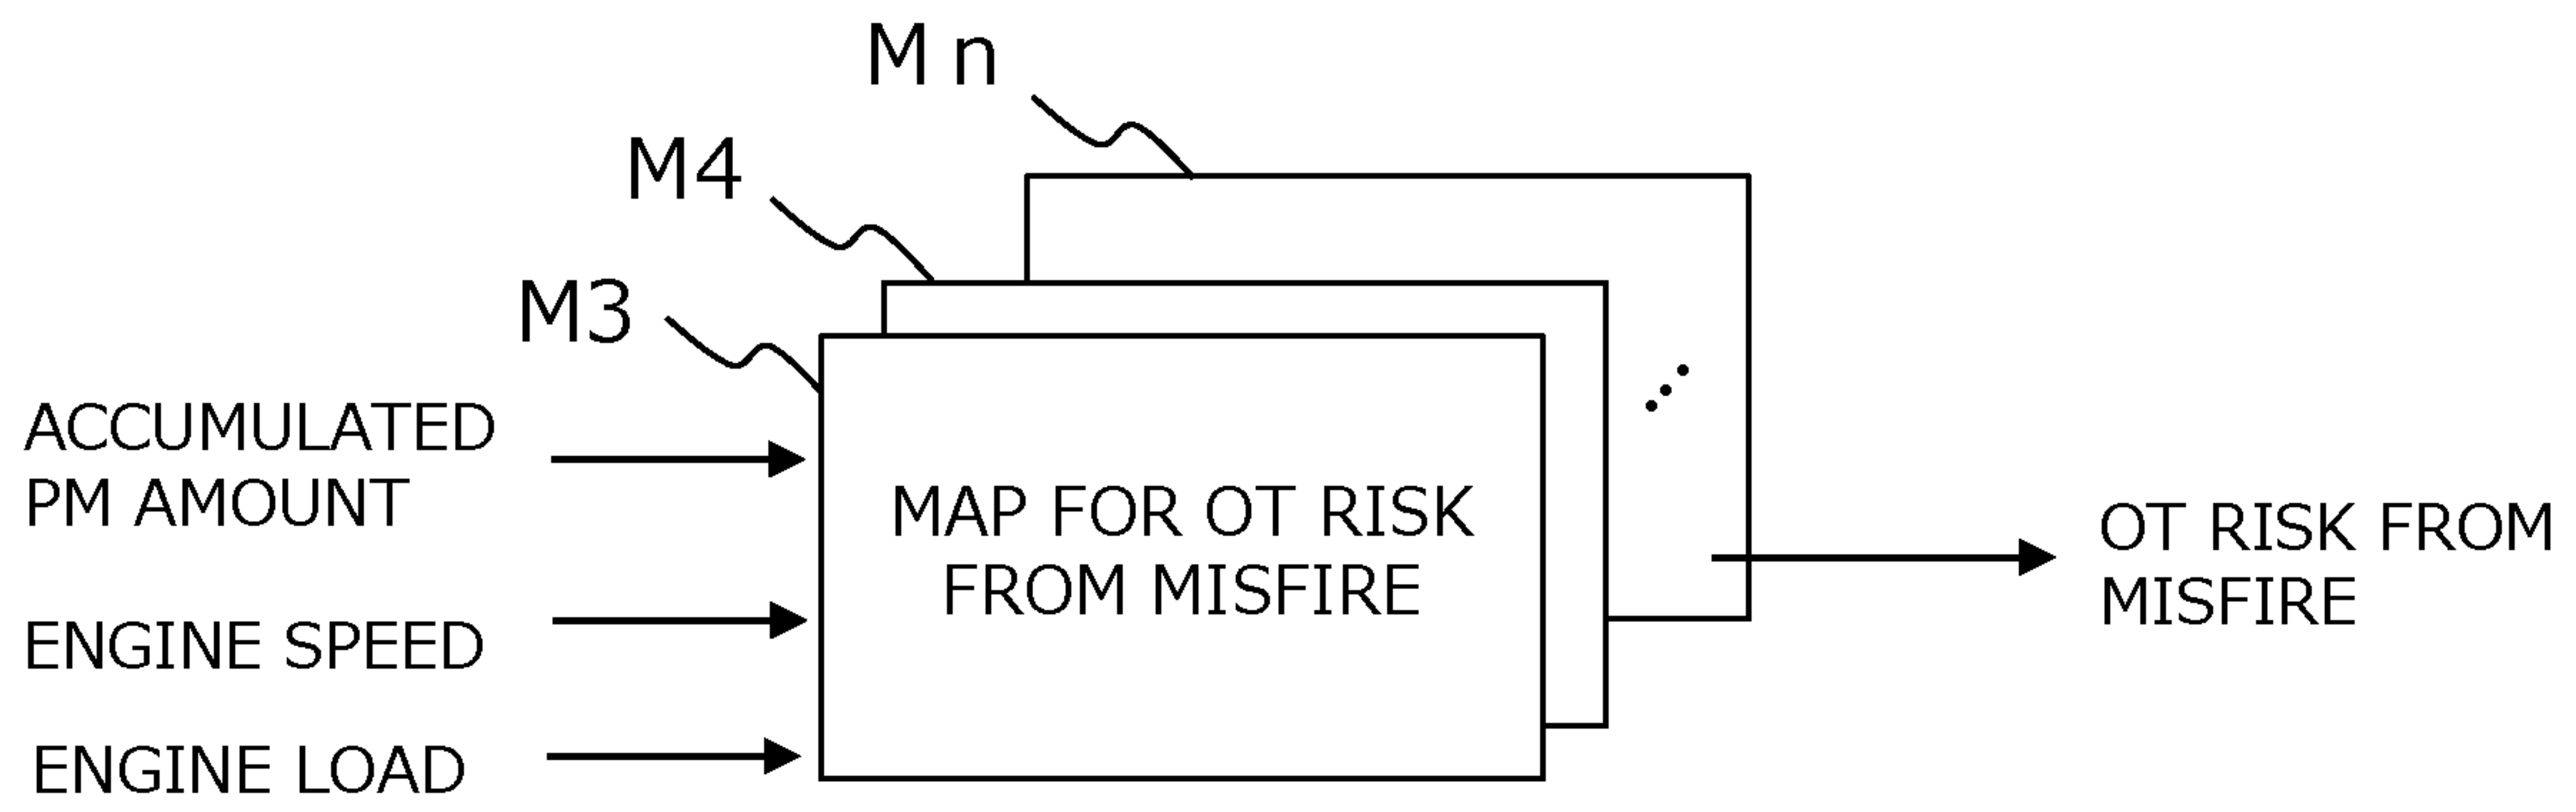 M n
M4
M3
ACCUMULATED
PM AMOUNT
ENGINE SPEED
ENGINE LOAD
MAP FOR OT RISK
FROM MISFIRE
OT RISK FROM
MISFIRE